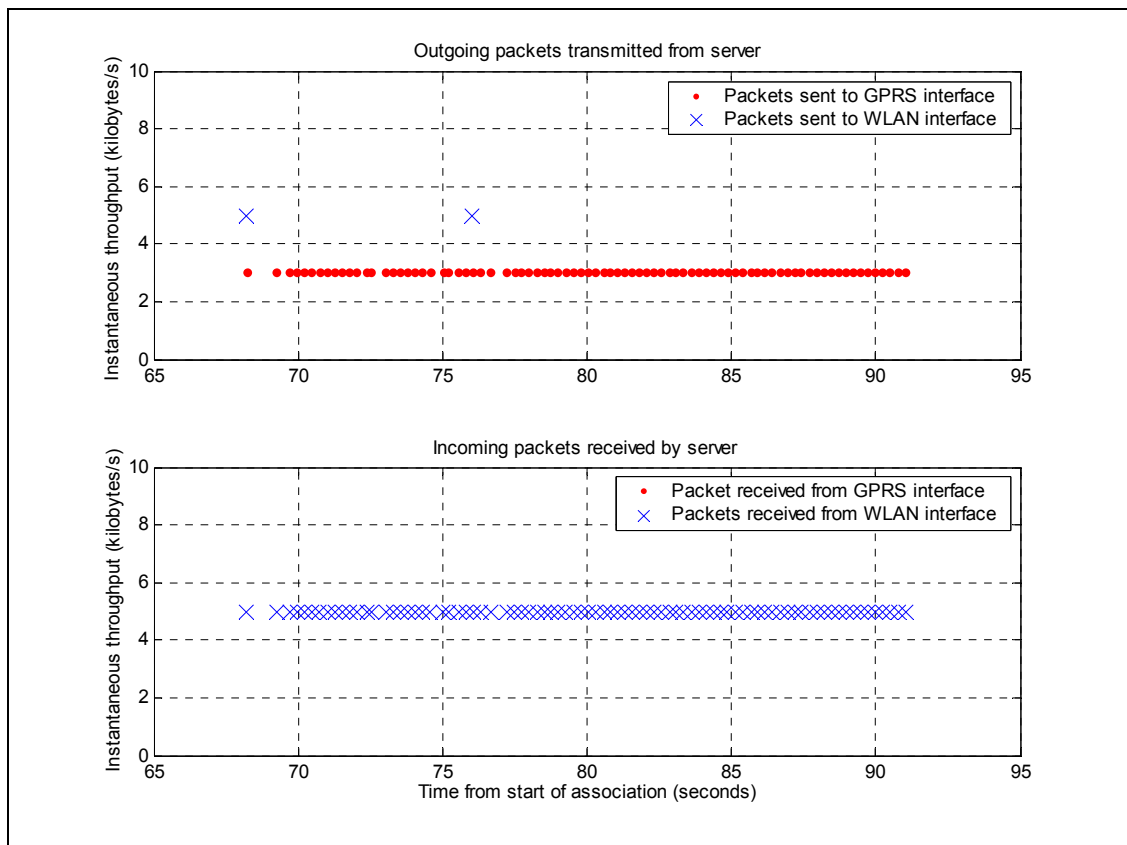 Outgoing packets transmitted from server
Instantaneous throughput (kilobytes/s)
10
8
6
4
2
0
Packets sent to GPRS interface
Packets sent to WLAN interface
65 70 75 80 85 90 95
Incoming packets received by server
Instantaneous throughput (kilobytes/s)
10
8
6
4
2
0
Packet received from GPRS interface
Packets received from WLAN interface
65 70 75 80 85 90 95
Time from start of association (seconds)